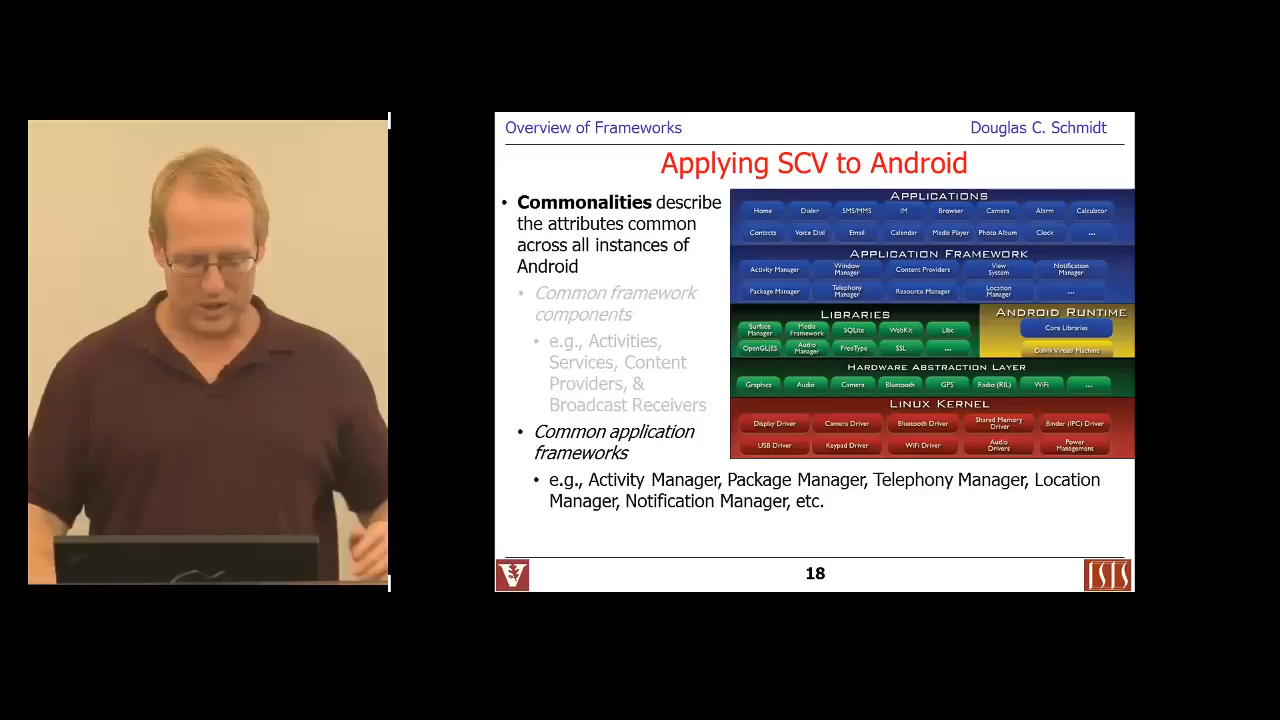 Overview of Frameworks
Douglas C. Schmidt
Applying SCV to Android
• Commonalities describe
the attributes common
across all instances of
Android
• Common framework
components
• e.g., Activities,
Services, Content
Providers, &
Broadcast Receivers
• Common application
frameworks
• e.g., Activity Manager, Package Manager, Telephony Manager, Location
Manager, Notification Manager, etc.
APPLICATIONS
Home Dialer SMS/MMS IM Browser Camera Alarm Calculator
Contacts Voice Dial Email Calendar Media Player Photo Album Clock ...
APPLICATION FRAMEWORK
Activity Manager Window Manager Content Providers View System Notification Manager
Package Manager Telephony Manager Resource Manager Location Manager ...
LIBRARIES
Surface Manager Media Framework SQLite WebKit Libc
OpenGL|ES Audio Manager FreeType SSL ...
ANDROID RUNTIME
Core Libraries
Dalvik Virtual Machine
HARDWARE ABSTRACTION LAYER
Graphics Audio Camera Bluetooth GPS Radio (RIL) WiFi ...
LINUX KERNEL
Display Driver Camera Driver Bluetooth Driver Shared Memory Driver Binder (IPC) Driver
USB Driver Keypad Driver WiFi Driver Audio Drivers Power Management
V
18
ISIS